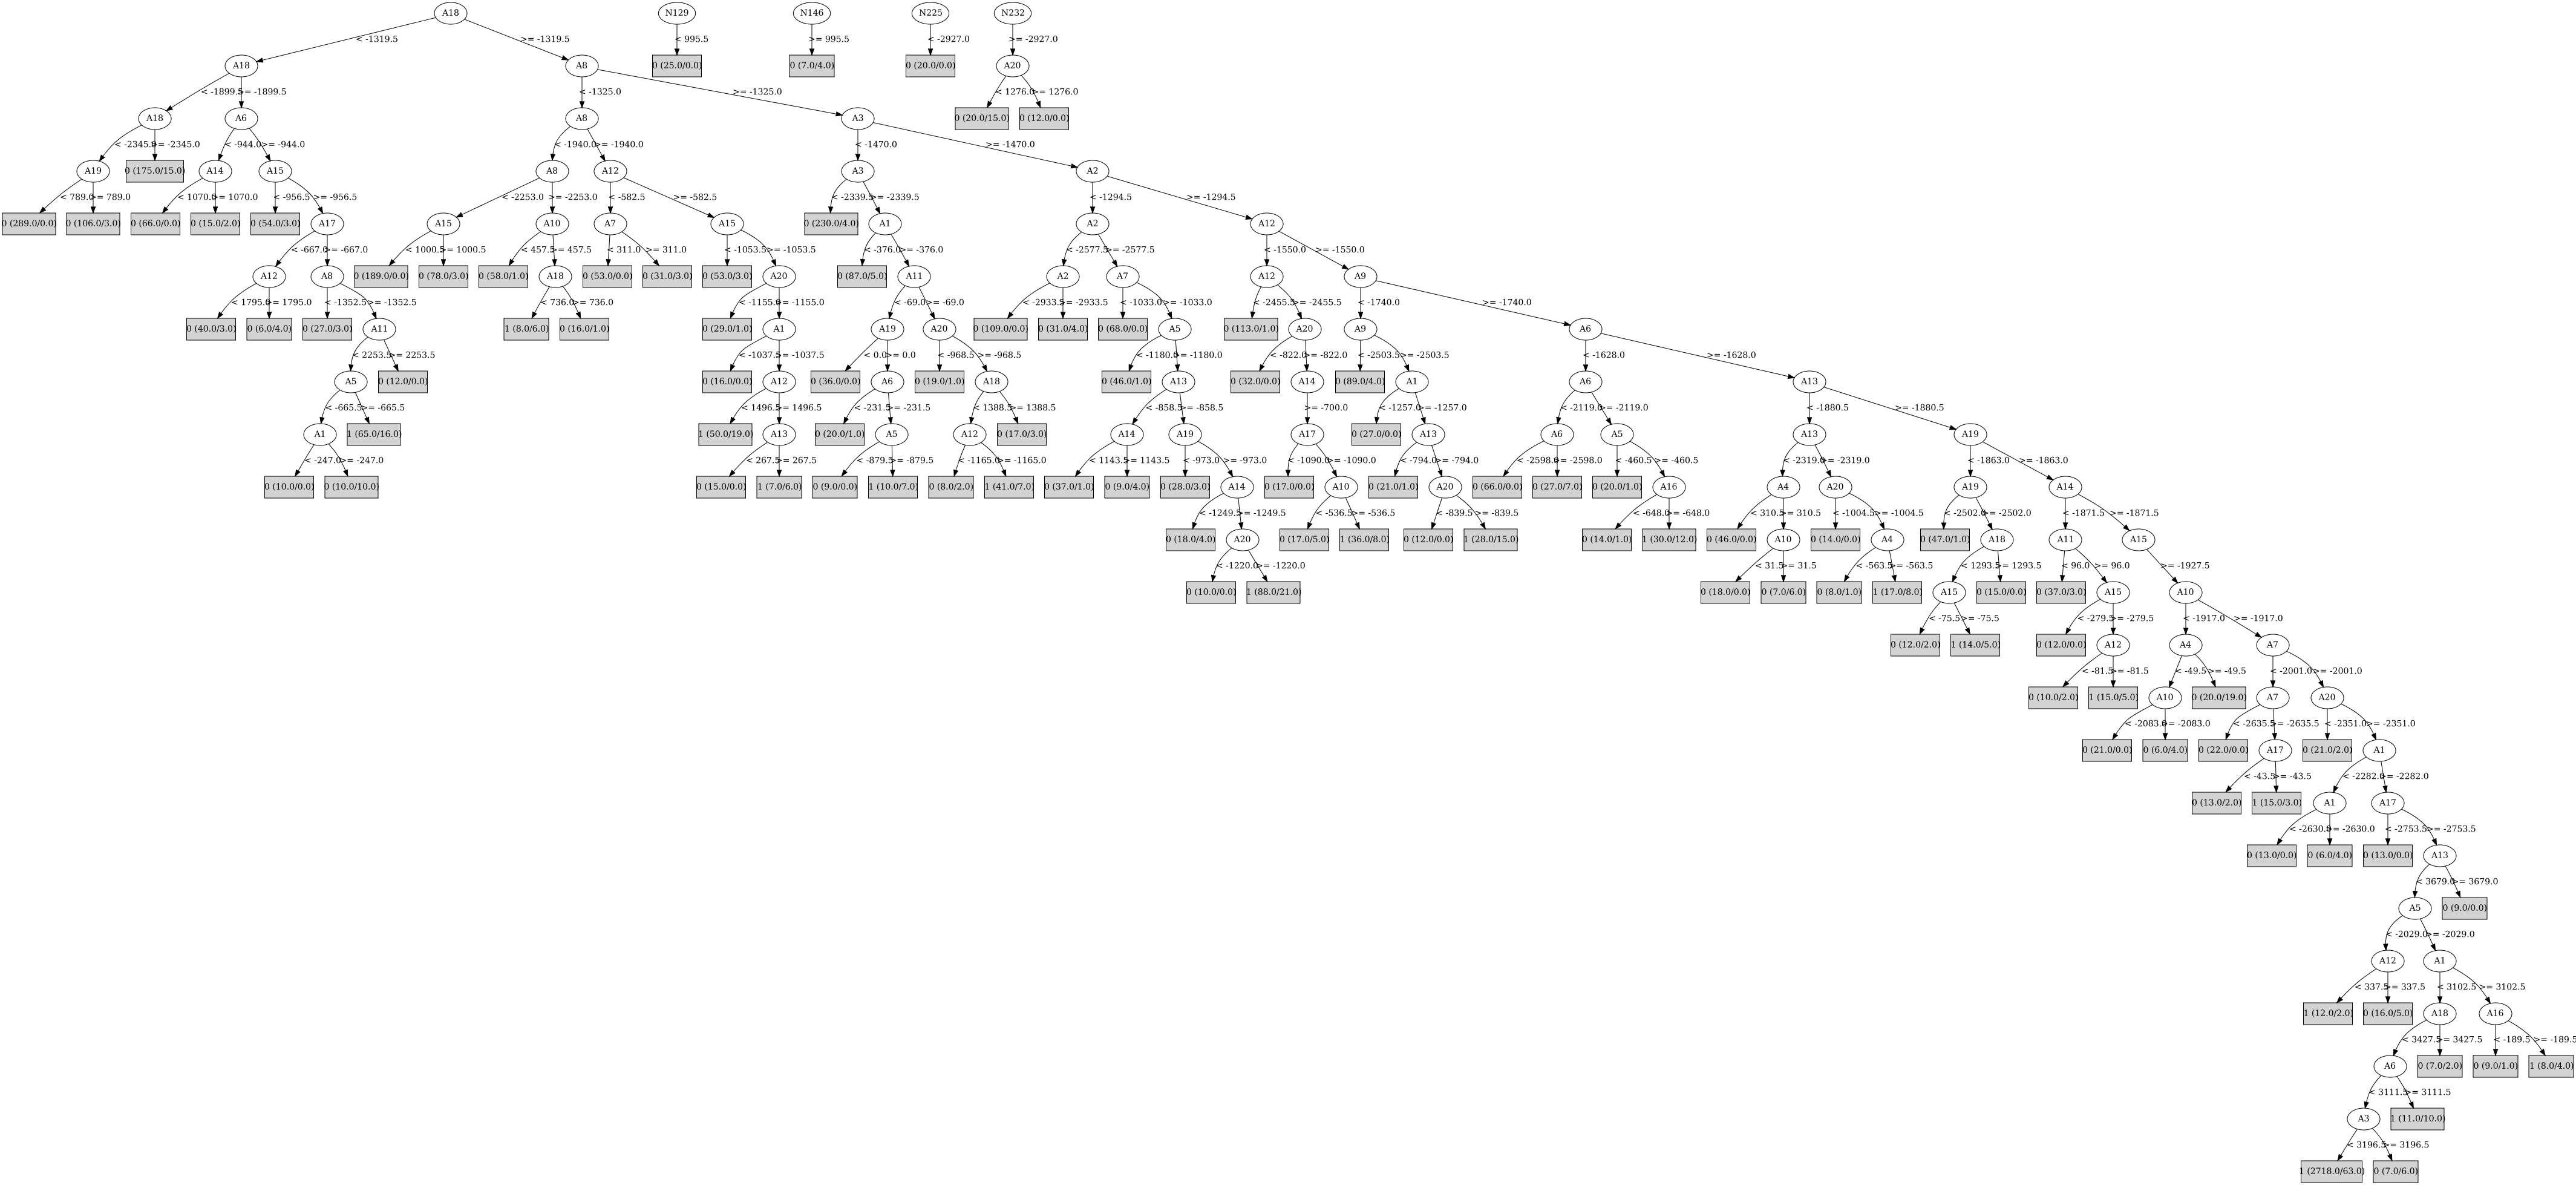 A18 N129 N146 N225 N232
< -1319.5 >= -1319.5 < 995.5 >= 995.5 < -2927.0 >= -2927.0
A18 A8 0 (25.0/0.0) 0 (7.0/4.0) 0 (20.0/0.0) A20
< -1899.5 >= -1899.5 < -1325.0 >= -1325.0 < 1276.0 >= 1276.0
A18 A6 A8 A3 0 (20.0/15.0) 0 (12.0/0.0)
< -2345.0 >= -2345.0 < -944.0 >= -944.0 < -1940.0 >= -1940.0 < -1470.0 >= -1470.0
A19 0 (175.0/15.0) A14 A15 A8 A12 A3 A2
< 789.0 >= 789.0 < 1070.0 >= 1070.0 < -956.5 >= -956.5 < -2253.0 >= -2253.0 < -582.5 >= -582.5 < -2339.5 >= -2339.5 < -1294.5 >= -1294.5
0 (289.0/0.0) 0 (106.0/3.0) 0 (66.0/0.0) 0 (15.0/2.0) 0 (54.0/3.0) A17 A15 A10 A7 A15 0 (230.0/4.0) A1 A2 A12
< -667.0 >= -667.0 < 1000.5 >= 1000.5 < 457.5 >= 457.5 < 311.0 >= 311.0 < -1053.5 >= -1053.5 < -376.0 >= -376.0 < -2577.5 >= -2577.5 < -1550.0 >= -1550.0
A12 A8 0 (189.0/0.0) 0 (78.0/3.0) 0 (58.0/1.0) A18 0 (53.0/0.0) 0 (31.0/3.0) 0 (53.0/3.0) A20 0 (87.0/5.0) A11 A2 A7 A12 A9
< 1795.0 >= 1795.0 < -1352.5 >= -1352.5 < 736.0 >= 736.0 < -1155.0 >= -1155.0 < -69.0 >= -69.0 < -2933.5 >= -2933.5 < -1033.0 >= -1033.0 < -2455.5 >= -2455.5 < -1740.0 >= -1740.0
0 (40.0/3.0) 0 (6.0/4.0) 0 (27.0/3.0) A11 1 (8.0/6.0) 0 (16.0/1.0) 0 (29.0/1.0) A1 A19 A20 0 (109.0/0.0) 0 (31.0/4.0) 0 (68.0/0.0) A5 0 (113.0/1.0) A20 A9 A6
< 2253.5 >= 2253.5 < -1037.5 >= -1037.5 < 0.0 >= 0.0 < -968.5 >= -968.5 < -1180.0 >= -1180.0 < -822.0 >= -822.0 < -2503.5 >= -2503.5 < -1628.0 >= -1628.0
A5 0 (12.0/0.0) 0 (16.0/0.0) A12 0 (36.0/0.0) A6 0 (19.0/1.0) A18 0 (46.0/1.0) A13 0 (32.0/0.0) A14 0 (89.0/4.0) A1 A6 A13
< -665.5 >= -665.5 < 1496.5 >= 1496.5 < -231.5 >= -231.5 < 1388.5 >= 1388.5 < -858.5 >= -858.5 >= -700.0 < -1257.0 >= -1257.0 < -2119.0 >= -2119.0 < -1880.5 >= -1880.5
A1 1 (65.0/16.0) 1 (50.0/19.0) A13 0 (20.0/1.0) A5 A12 0 (17.0/3.0) A14 A19 A17 0 (27.0/0.0) A13 A6 A5 A13 A19
< -247.0 >= -247.0 < 267.5 >= 267.5 < -879.5 >= -879.5 < -1165.0 >= -1165.0 < 1143.5 >= 1143.5 < -973.0 >= -973.0 < -1090.0 >= -1090.0 < -794.0 >= -794.0 < -2598.0 >= -2598.0 < -460.5 >= -460.5 < -2319.0 >= -2319.0 < -1863.0 >= -1863.0
0 (10.0/0.0) 0 (10.0/10.0) 0 (15.0/0.0) 1 (7.0/6.0) 0 (9.0/0.0) 1 (10.0/7.0) 0 (8.0/2.0) 1 (41.0/7.0) 0 (37.0/1.0) 0 (9.0/4.0) 0 (28.0/3.0) A14 0 (17.0/0.0) A10 0 (21.0/1.0) A20 0 (66.0/0.0) 0 (27.0/7.0) 0 (20.0/1.0) A16 A4 A20 A19 A14
< -1249.5 >= -1249.5 < -536.5 >= -536.5 < -839.5 >= -839.5 < -648.0 >= -648.0 < 310.5 >= 310.5 < -1004.5 >= -1004.5 < -2502.0 >= -2502.0 < -1871.5 >= -1871.5
0 (18.0/4.0) A20 0 (17.0/5.0) 1 (36.0/8.0) 0 (12.0/0.0) 1 (28.0/15.0) 0 (14.0/1.0) 1 (30.0/12.0) 0 (46.0/0.0) A10 0 (14.0/0.0) A4 0 (47.0/1.0) A18 A11 A15
< -1220.0 >= -1220.0 < 31.5 >= 31.5 < -563.5 >= -563.5 < 1293.5 >= 1293.5 < 96.0 >= 96.0 >= -1927.5
0 (10.0/0.0) 1 (88.0/21.0) 0 (18.0/0.0) 0 (7.0/6.0) 0 (8.0/1.0) 1 (17.0/8.0) A15 0 (15.0/0.0) 0 (37.0/3.0) A15 A10
< -75.5 >= -75.5 < -279.5 >= -279.5 < -1917.0 >= -1917.0
0 (12.0/2.0) 1 (14.0/5.0) 0 (12.0/0.0) A12 A4 A7
< -81.5 >= -81.5 < -49.5 >= -49.5 < -2001.0 >= -2001.0
0 (10.0/2.0) 1 (15.0/5.0) A10 0 (20.0/19.0) A7 A20
< -2083.0 >= -2083.0 < -2635.5 >= -2635.5 < -2351.0 >= -2351.0
0 (21.0/0.0) 0 (6.0/4.0) 0 (22.0/0.0) A17 0 (21.0/2.0) A1
< -43.5 >= -43.5 < -2282.0 >= -2282.0
0 (13.0/2.0) 1 (15.0/3.0) A1 A17
< -2630.0 >= -2630.0 < -2753.5 >= -2753.5
0 (13.0/0.0) 0 (6.0/4.0) 0 (13.0/0.0) A13
< 3679.0 >= 3679.0
A5 0 (9.0/0.0)
< -2029.0 >= -2029.0
A12 A1
< 337.5 >= 337.5 < 3102.5 >= 3102.5
1 (12.0/2.0) 0 (16.0/5.0) A18 A16
< 3427.5 >= 3427.5 < -189.5 >= -189.5
A6 0 (7.0/2.0) 0 (9.0/1.0) 1 (8.0/4.0)
< 3111.5 >= 3111.5
A3 1 (11.0/10.0)
< 3196.5 >= 3196.5
1 (2718.0/63.0) 0 (7.0/6.0)